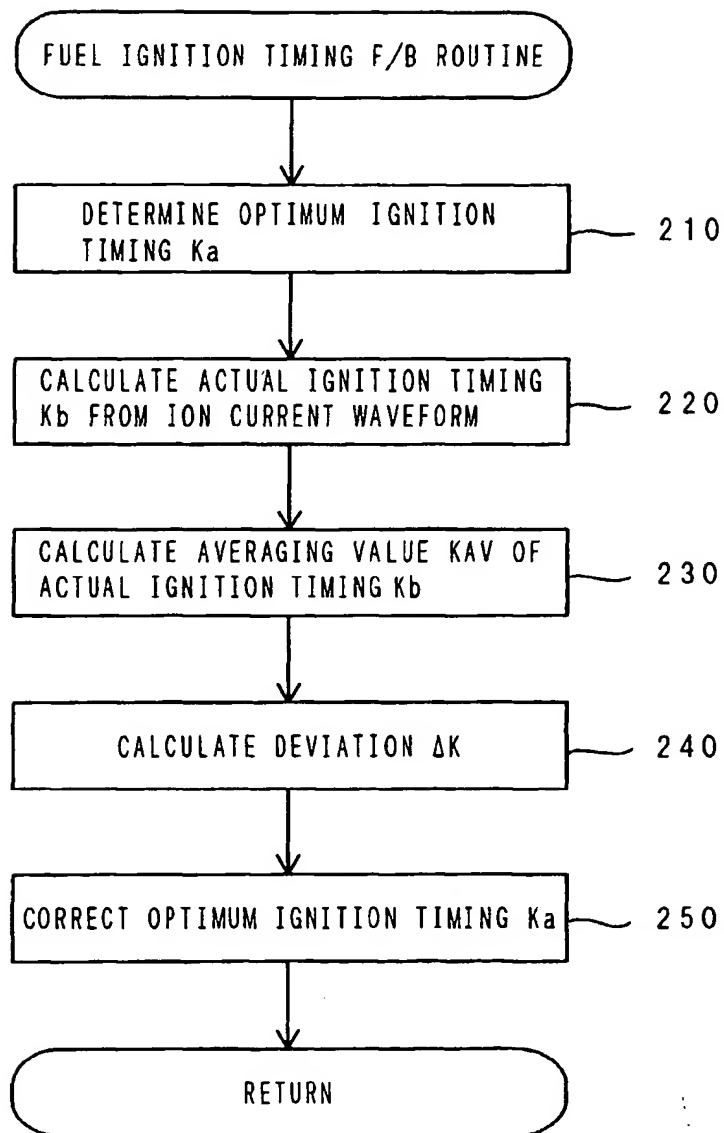 FUEL IGNITION TIMING F/B ROUTINE
DETERMINE OPTIMUM IGNITION
TIMING Ka
210
CALCULATE ACTUAL IGNITION TIMING
Kb FROM ION CURRENT WAVEFORM
220
CALCULATE AVERAGING VALUE KAV OF
ACTUAL IGNITION TIMING Kb
230
CALCULATE DEVIATION ΔK
240
CORRECT OPTIMUM IGNITION TIMING Ka
250
RETURN